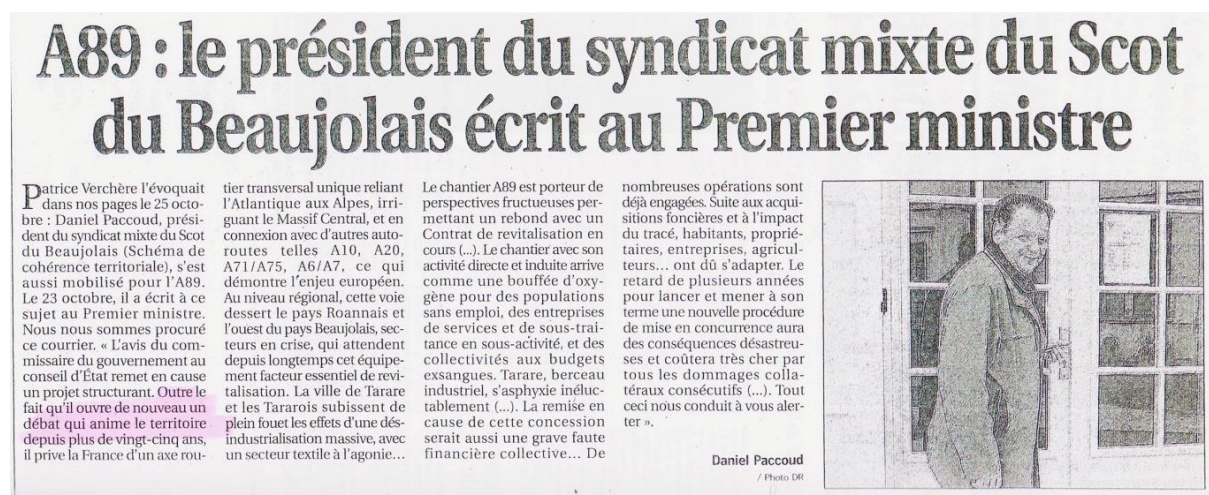 A89 : le président du syndicat mixte du Scot
du Beaujolais écrit au Premier ministre
Patrice Verchère l'évoquait
dans nos pages le 25 octo-
bre : Daniel Paccoud, prési-
dent du syndicat mixte du Scot
du Beaujolais (Schéma de
cohérence territoriale), s'est
aussi mobilisé pour l'A89.
Le 23 octobre, il a écrit à ce
sujet au Premier ministre.
Nous nous sommes procuré
ce courrier. « L'avis du com-
missaire du gouvernement au
conseil d'État remet en cause
un projet structurant. Outre le
fait qu'il ouvre de nouveau un
débat qui anime le territoire
depuis plus de vingt-cinq ans,
il prive la France d'un axe rou-
tier transversal unique reliant
l'Atlantique aux Alpes, irri-
guant le Massif Central, et en
connexion avec d'autres auto-
routes telles A10, A20,
A71/A75, A6/A7, ce qui
démontre l'enjeu européen.
Au niveau régional, cette voie
dessert le pays Roannais et
l'ouest du pays Beaujolais, sec-
teurs en crise, qui attendent
depuis longtemps cet équipe-
ment facteur essentiel de revi-
talisation. La ville de Tarare
et les Tararois subissent de
plein fouet les effets d'une dés-
industrialisation massive, avec
un secteur textile à l'agonie...
Le chantier A89 est porteur de
perspectives fructueuses per-
mettant un rebond avec un
Contrat de revitalisation en
cours (...). Le chantier avec son
activité directe et induite arrive
comme une bouffée d'oxy-
gène pour des populations
sans emploi, des entreprises
de services et de sous-trai-
tance en sous-activité, et des
collectivités aux budgets
exsangues. Tarare, berceau
industriel, s'asphyxie inéluc-
tablement (...). La remise en
cause de cette concession
serait aussi une grave faute
financière collective... De
nombreuses opérations sont
déjà engagées. Suite aux acqui-
sitions foncières et à l'impact
du tracé, habitants, proprié-
taires, entreprises, agricul-
teurs... ont dû s'adapter. Le
retard de plusieurs années
pour lancer et mener à son
terme une nouvelle procédure
de mise en concurrence aura
des conséquences désastreu-
ses et coûtera très cher par
tous les dommages colla-
téraux consécutifs (...). Tout
ceci nous conduit à vous aler-
ter ».
Daniel Paccoud
/ Photo DR